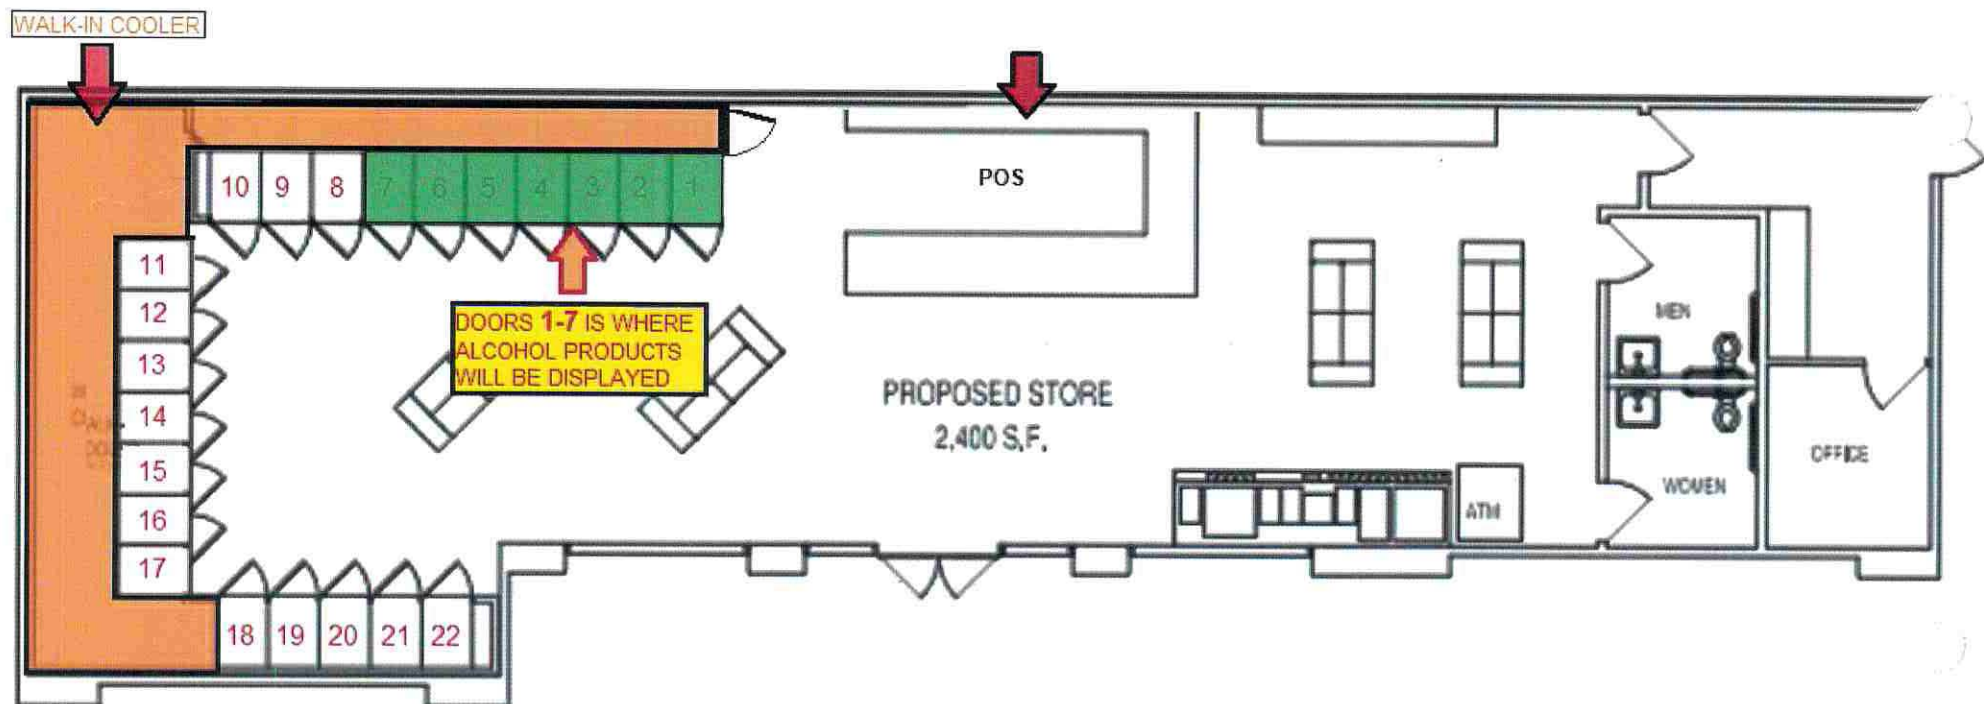 WALK-IN COOLER
10 9 8 7 6 5 4 3 2 1
POS
11
12
13
14
15
16
17
DOORS 1-7 IS WHERE
ALCOHOL PRODUCTS
WILL BE DISPLAYED
PROPOSED STORE
2,400 S.F.
MEN
WOMEN
OFFICE
ATM
18 19 20 21 22